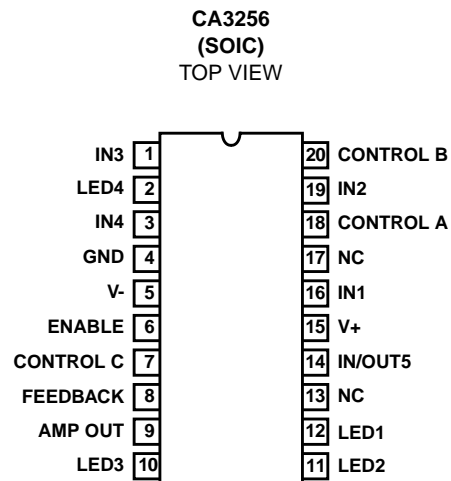 CA3256
(SOIC)
TOP VIEW
IN3 1 20 CONTROL B
LED4 2 19 IN2
IN4 3 18 CONTROL A
GND 4 17 NC
V- 5 16 IN1
ENABLE 6 15 V+
CONTROL C 7 14 IN/OUT5
FEEDBACK 8 13 NC
AMP OUT 9 12 LED1
LED3 10 11 LED2